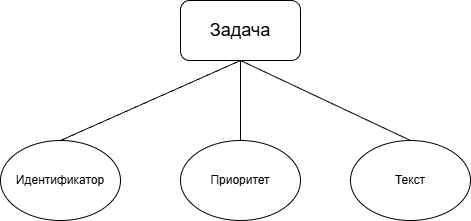 Задача
Идентификатор
Приоритет
Текст